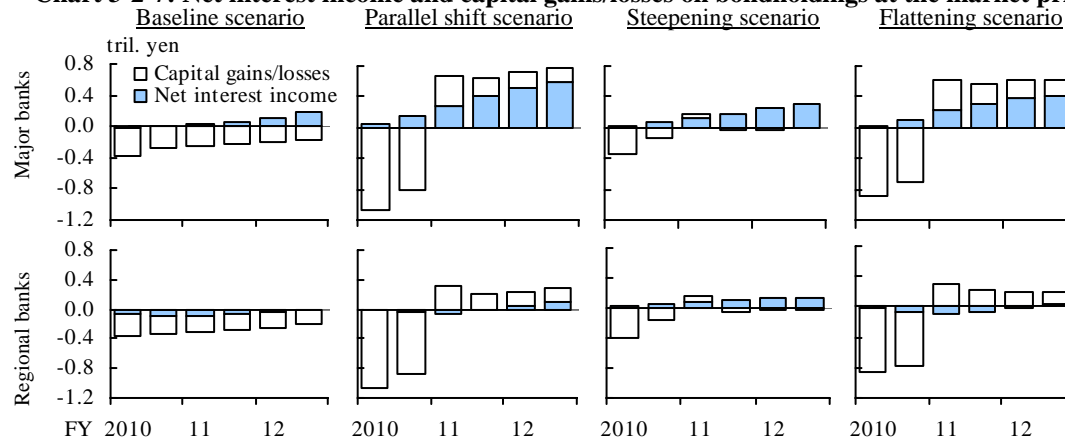 Chart 3-2-7: Net interest income and capital gains/losses on bondholdings at the market pri
Baseline scenario Parallel shift scenario Steepening scenario Flattening scenario
tril. yen
0.8
0.4
0.0
-0.4
-0.8
-1.2
Capital gains/losses
Net interest income
Major banks
0.8
0.4
0.0
-0.4
-0.8
-1.2
Regional banks
FY 2010 11 12 2010 11 12 2010 11 12 2010 11 12